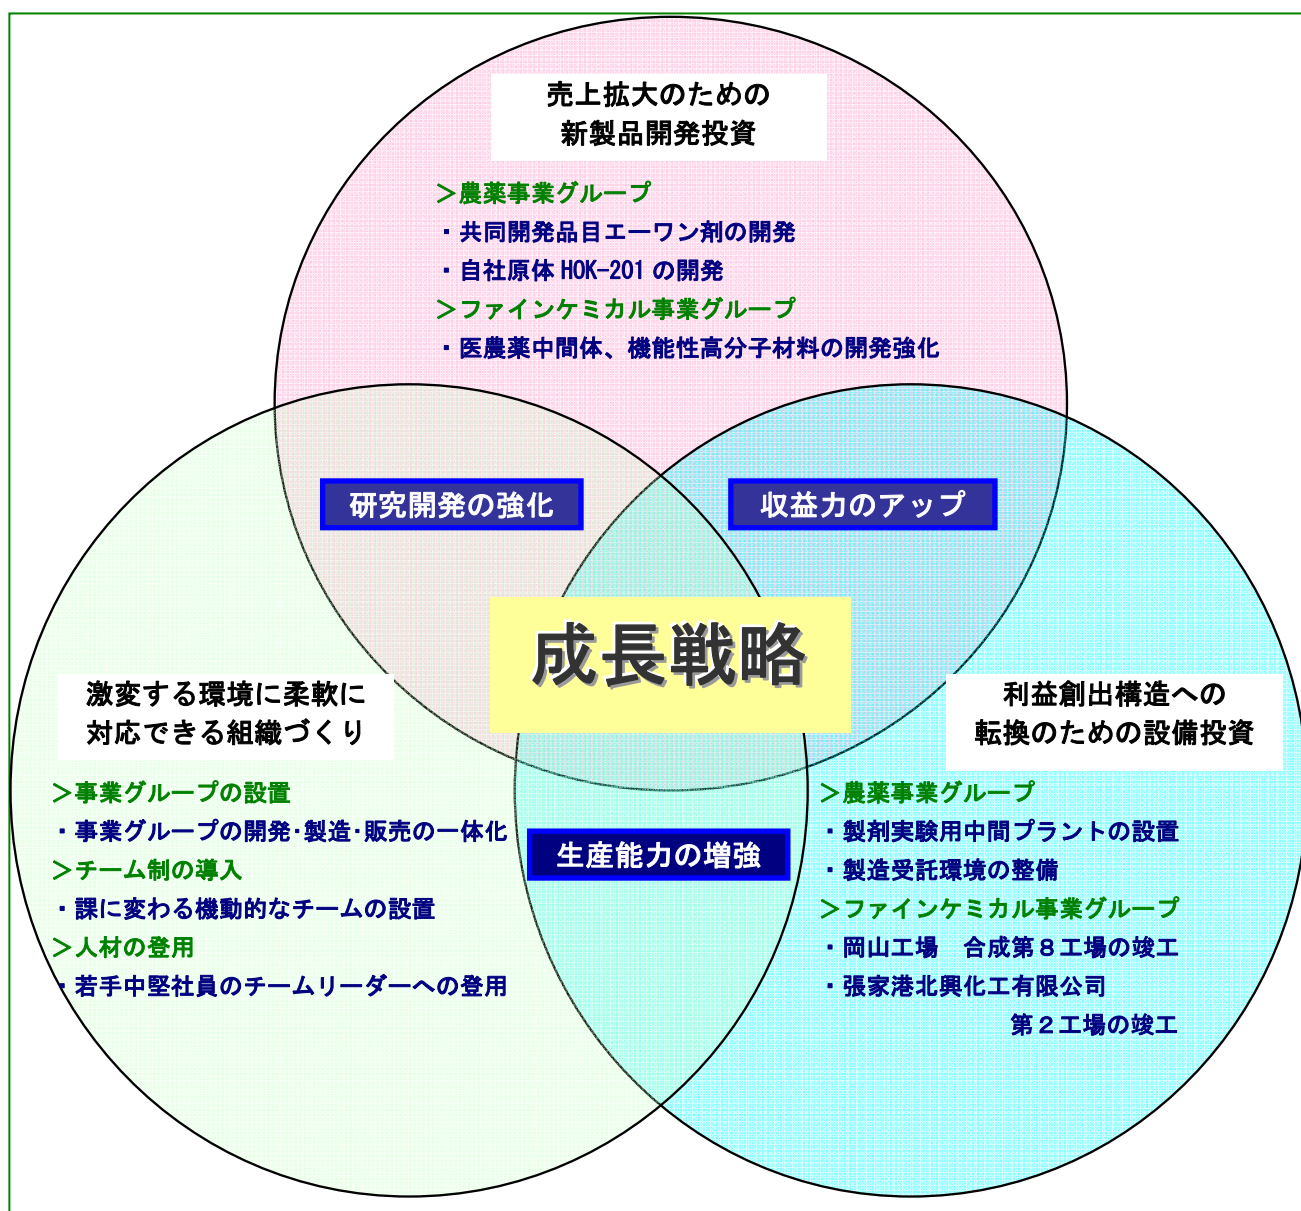 売上拡大のための
新製品開発投資
＞農薬事業グループ
・共同開発品目エーワン剤の開発
・自社原体 HOK-201 の開発
＞ファインケミカル事業グループ
・医農薬中間体、機能性高分子材料の開発強化
研究開発の強化
収益力のアップ
成長戦略
激変する環境に柔軟に
対応できる組織づくり
＞事業グループの設置
・事業グループの開発･製造･販売の一体化
＞チーム制の導入
・課に変わる機動的なチームの設置
＞人材の登用
・若手中堅社員のチームリーダーへの登用
生産能力の増強
利益創出構造への
転換のための設備投資
＞農薬事業グループ
・製剤実験用中間プラントの設置
・製造受託環境の整備
＞ファインケミカル事業グループ
・岡山工場　合成第８工場の竣工
・張家港北興化工有限公司
第２工場の竣工